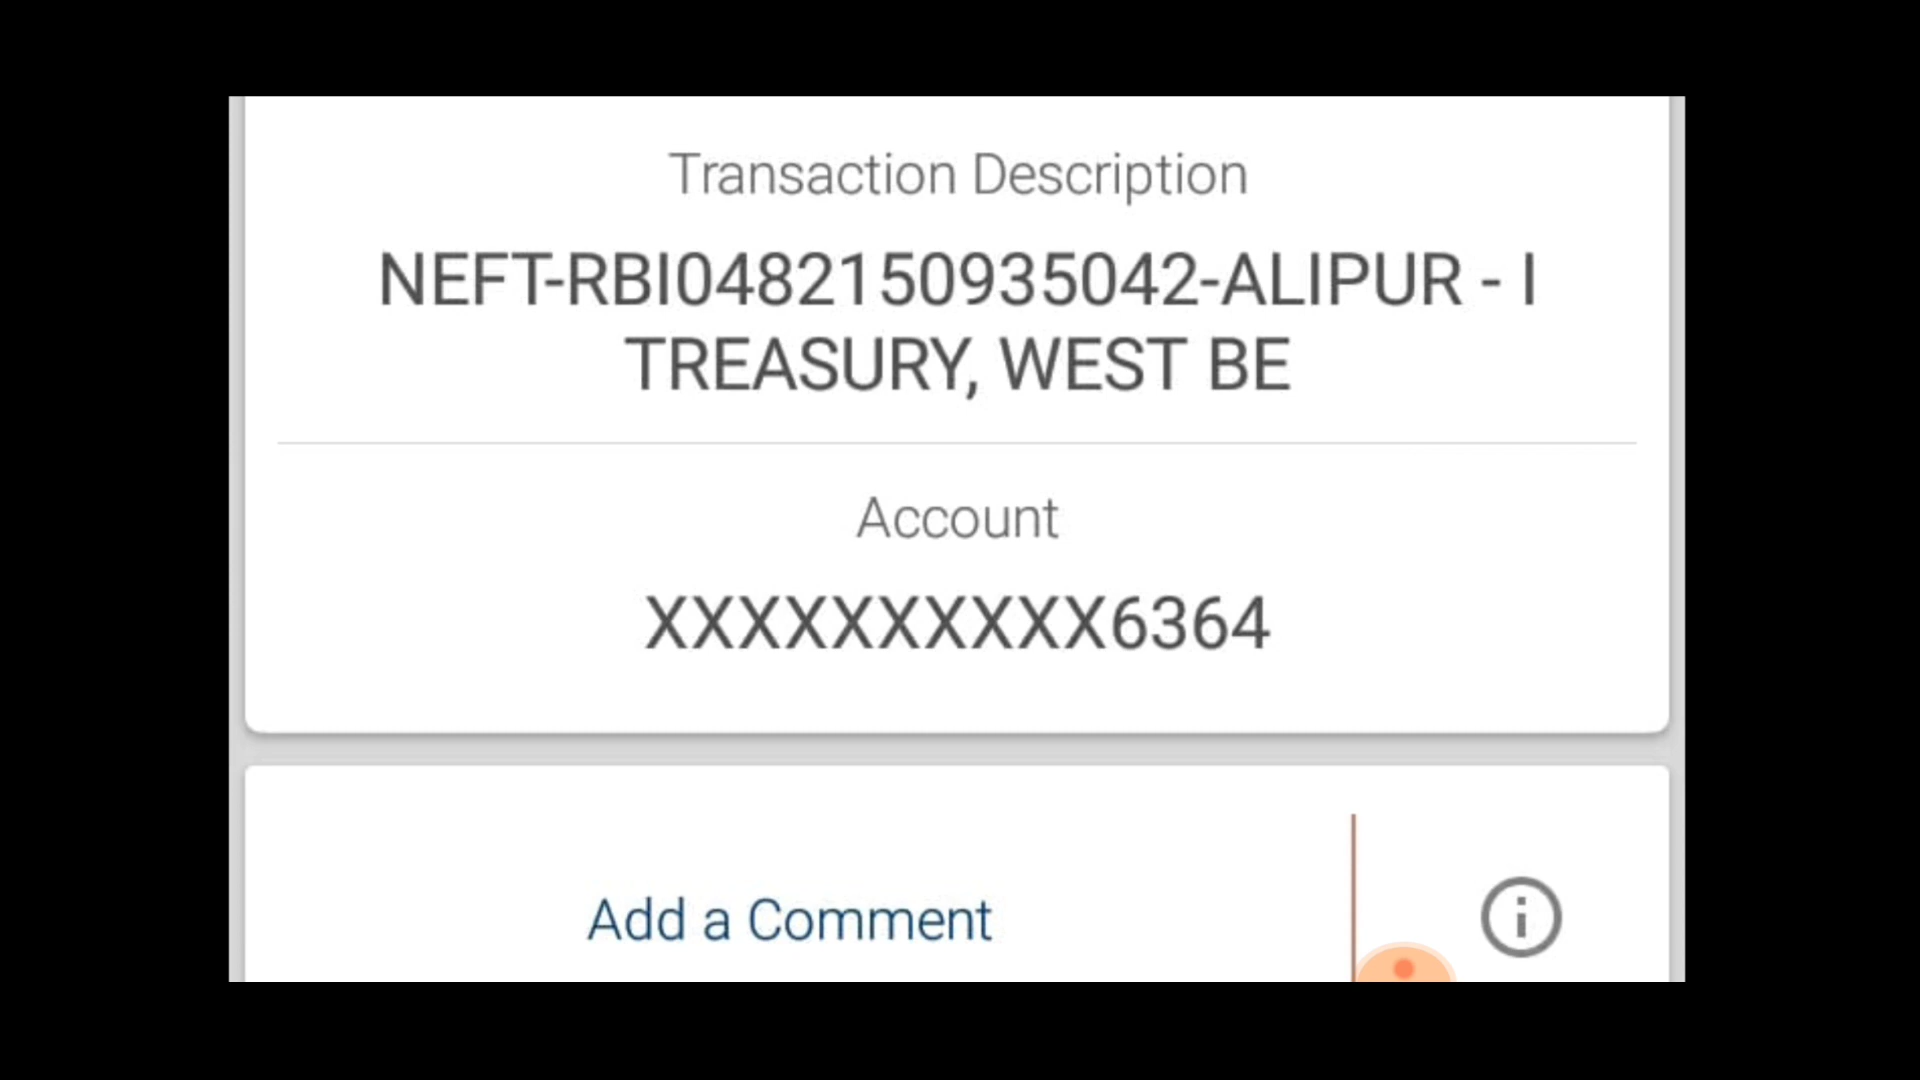 Transaction Description
NEFT-RBI0482150935042-ALIPUR - I
TREASURY, WEST BE
Account
XXXXXXXXXX6364
Add a Comment